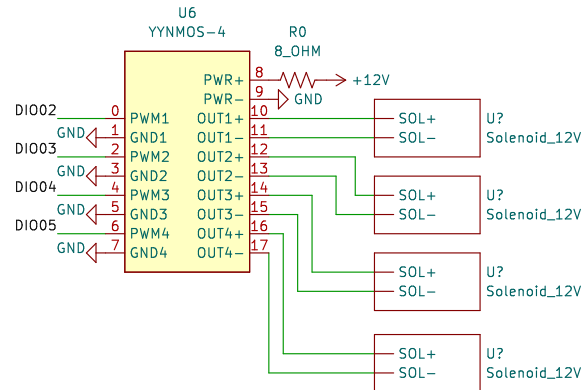 U6
YYNMOS-4
R0
8_OHM
PWR+ 8 +12V
PWR- 9 GND
DIO02 0 PWM1 OUT1+ 10 SOL+ U?
GND 1 GND1 OUT1- 11 SOL- Solenoid_12V
DIO03 2 PWM2 OUT2+ 12
GND 3 GND2 OUT2- 13
DIO04 4 PWM3 OUT3+ 14 SOL+ U?
GND 5 GND3 OUT3- 15 SOL- Solenoid_12V
DIO05 6 PWM4 OUT4+ 16
GND 7 GND4 OUT4- 17
SOL+ U?
SOL- Solenoid_12V
SOL+ U?
SOL- Solenoid_12V